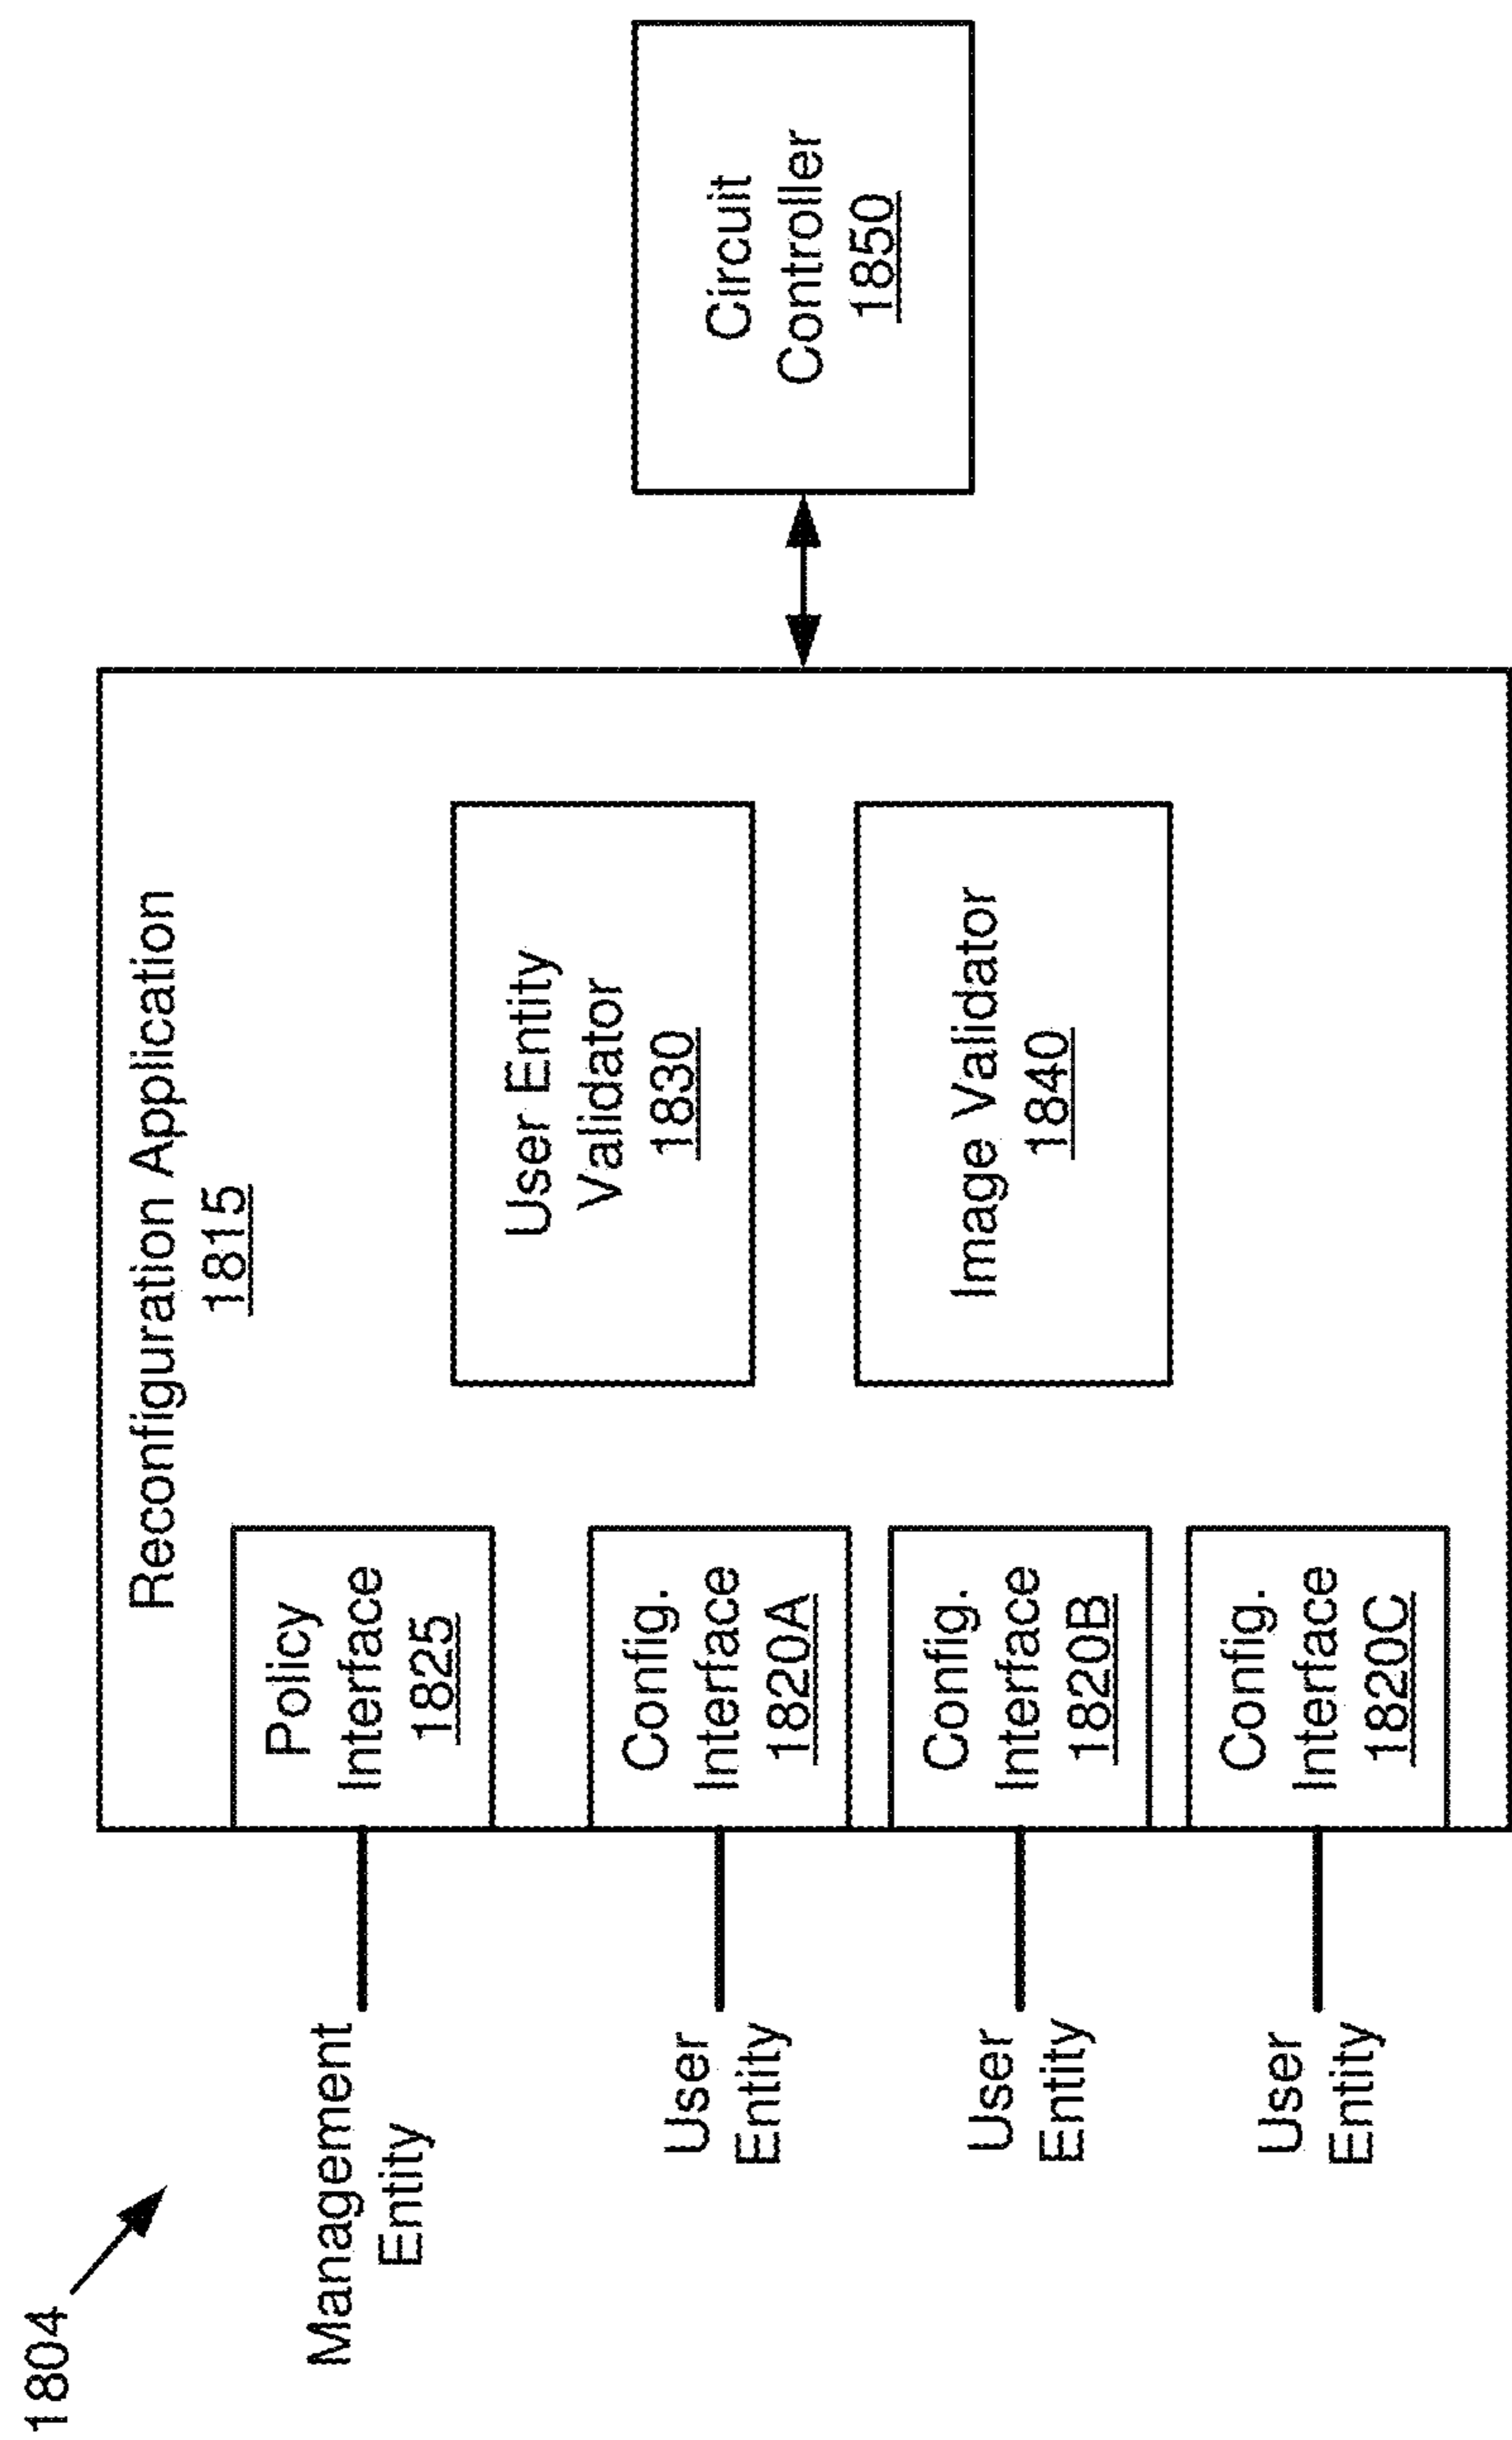 1804
Reconfiguration Application
1815
Management
Entity
Policy
Interface
1825
User Entity
Validator
1830
Circuit
Controller
1850
User
Entity
Config.
Interface
1820A
User
Entity
Config.
Interface
1820B
Image Validator
1840
User
Entity
Config.
Interface
1820C